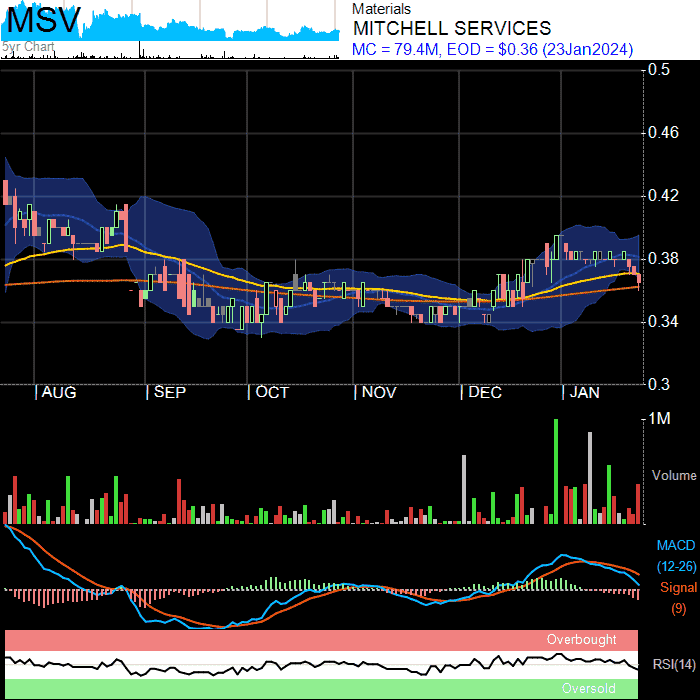 MSV
5yr Chart
Materials
MITCHELL SERVICES
MC = 79.4M, EOD = $0.36 (23Jan2024)
0.5
0.46
0.42
0.38
0.34
0.3
AUG SEP OCT NOV DEC JAN
1M
Volume
MACD
(12-26)
Signal
(9)
Overbought
RSI(14)
Oversold